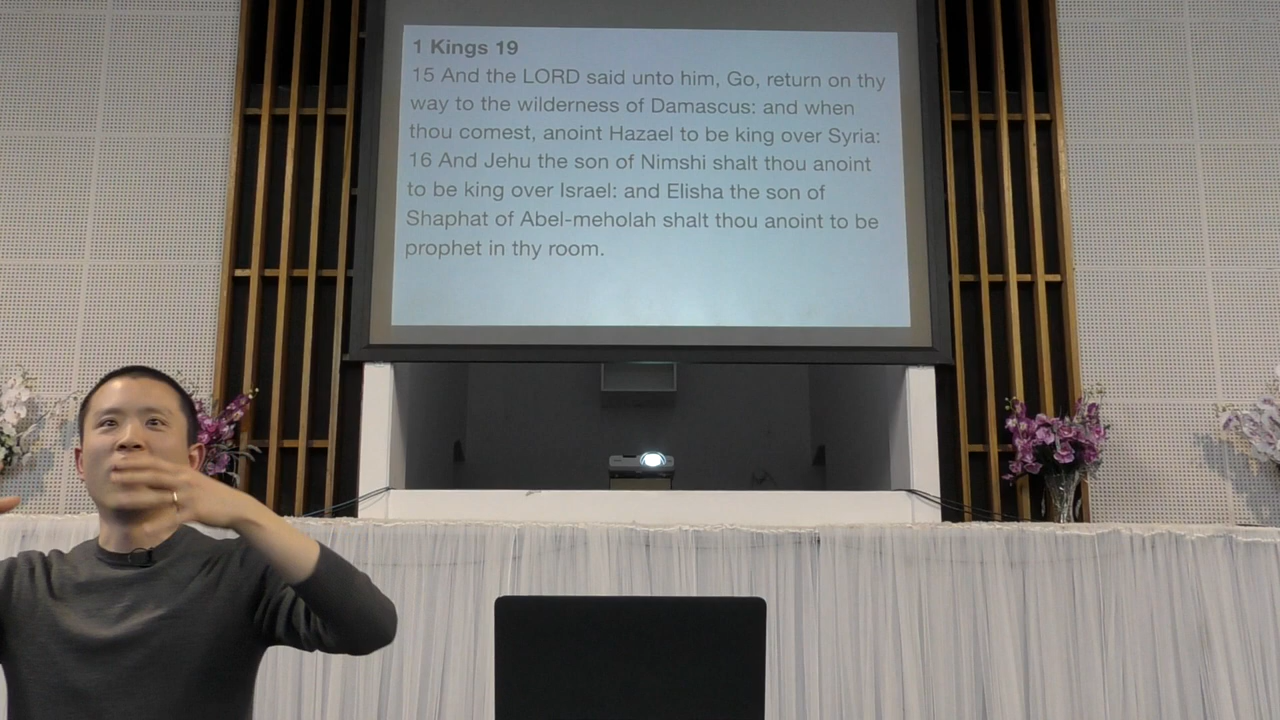 1 Kings 19
15 And the LORD said unto him, Go, return on thy
way to the wilderness of Damascus: and when
thou comest, anoint Hazael to be king over Syria:
16 And Jehu the son of Nimshi shalt thou anoint
to be king over Israel: and Elisha the son of
Shaphat of Abel-meholah shalt thou anoint to be
prophet in thy room.